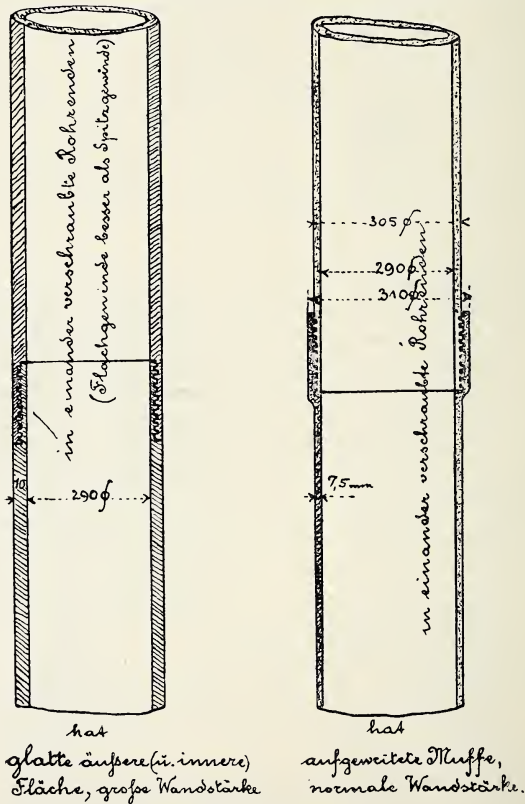 in einander verschraubte Rohrenden
(Flachgewinde besser als Spitzgewinde)
10
290 ϕ
hat
glatte äußere (u. innere)
Fläche, große Wandstärke
305 ϕ
290 ϕ
310 ϕ
in einander verschraubte Rohrenden
7,5 mm
hat
aufgeweitete Muffe,
normale Wandstärke.